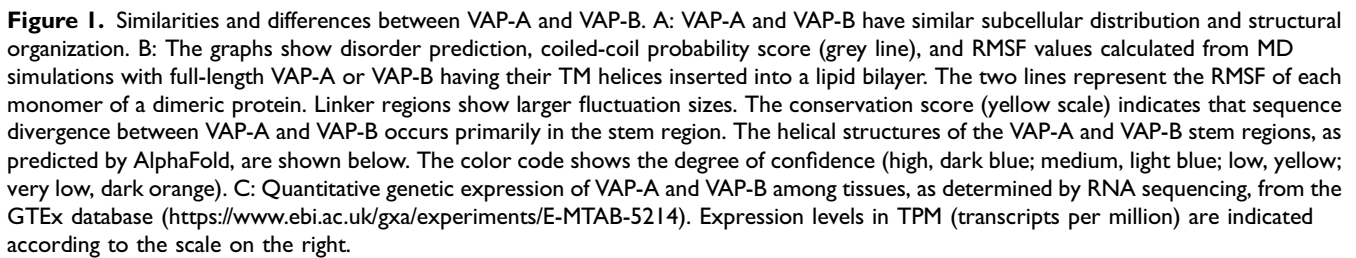 Figure 1. Similarities and differences between VAP-A and VAP-B. A: VAP-A and VAP-B have similar subcellular distribution and structural
organization. B: The graphs show disorder prediction, coiled-coil probability score (grey line), and RMSF values calculated from MD
simulations with full-length VAP-A or VAP-B having their TM helices inserted into a lipid bilayer. The two lines represent the RMSF of each
monomer of a dimeric protein. Linker regions show larger fluctuation sizes. The conservation score (yellow scale) indicates that sequence
divergence between VAP-A and VAP-B occurs primarily in the stem region. The helical structures of the VAP-A and VAP-B stem regions, as
predicted by AlphaFold, are shown below. The color code shows the degree of confidence (high, dark blue; medium, light blue; low, yellow;
very low, dark orange). C: Quantitative genetic expression of VAP-A and VAP-B among tissues, as determined by RNA sequencing, from the
GTEx database (https://www.ebi.ac.uk/gxa/experiments/E-MTAB-5214). Expression levels in TPM (transcripts per million) are indicated
according to the scale on the right.